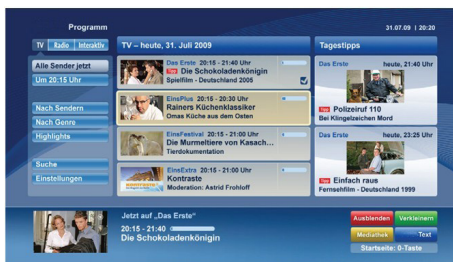 Programm
31.07.09 | 20:20
TV Radio Interaktiv
Alle Sender jetzt
Um 20:15 Uhr
Nach Sendern
Nach Genre
Highlights
Suche
Einstellungen
TV – heute, 31. Juli 2009
Das Erste 20:15 - 21:40 Uhr
Tipp Die Schokoladenkönigin
Spielfilm - Deutschland 2005
EinsPlus 20:15 - 20:30 Uhr
Rainers Küchenklassiker
Omas Küche aus dem Osten
EinsFestival 20:15 - 21:00 Uhr
Die Murmeltiere von Kasach...
Tierdokumentation
EinsExtra 20:15 - 21:00 Uhr
Kontraste
Moderation: Astrid Frohloff
kontraste
Tagestipps
Das Erste heute, 21:40 Uhr
Tipp Polizeiruf 110
Bei Klingelzeichen Mord
Das Erste heute, 23:25 Uhr
Tipp Einfach raus
Fernsehfilm - Deutschland 1999
Jetzt auf „Das Erste“
20:15 - 21:40
Die Schokoladenkönigin
Ausblenden Verkleinern
Mediathek Text
Startseite: 0-Taste